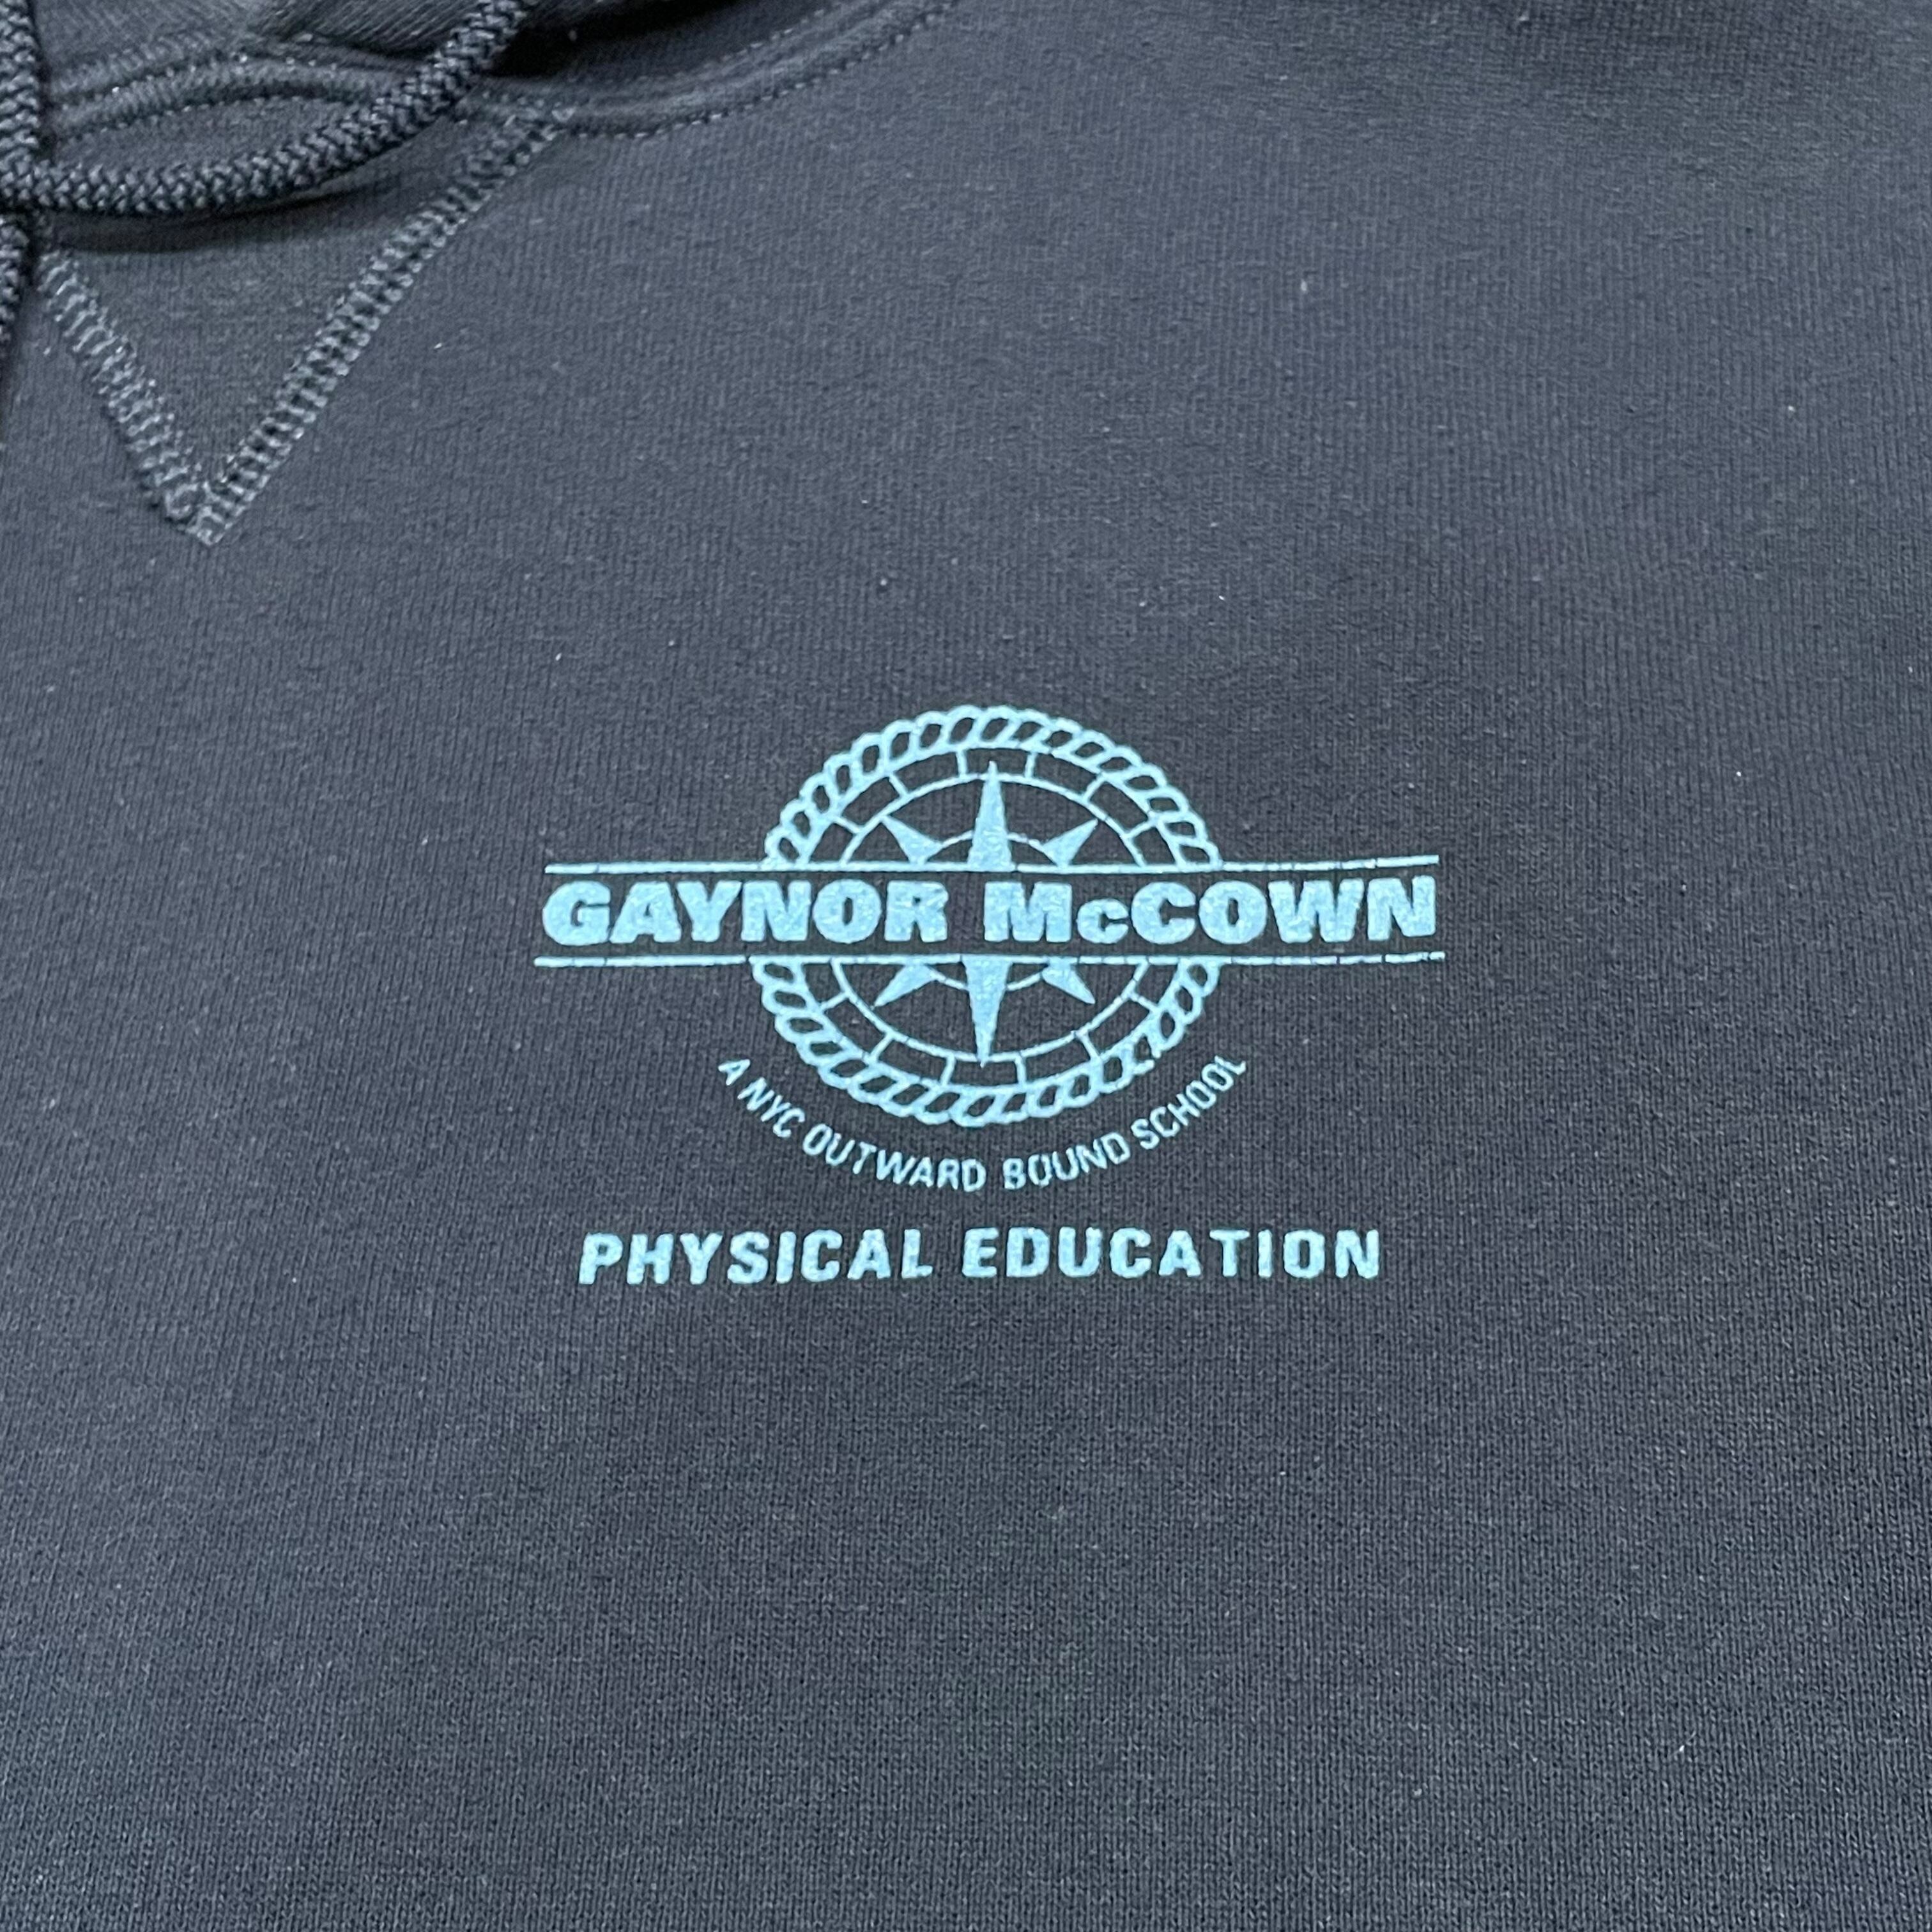 GAYNOR McCOWN
A NYC OUTWARD BOUND SCHOOL
PHYSICAL EDUCATION